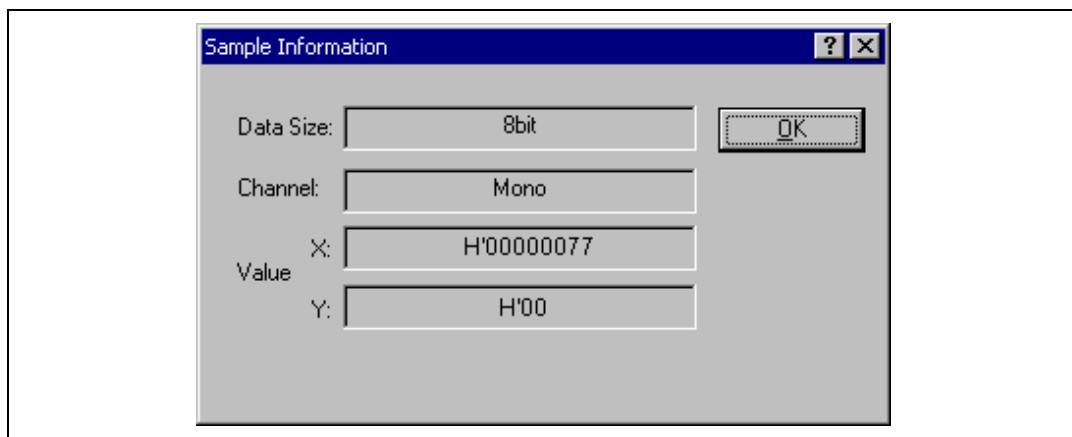 Sample Information
Data Size: 8bit
OK
Channel: Mono
Value
X: H'00000077
Y: H'00